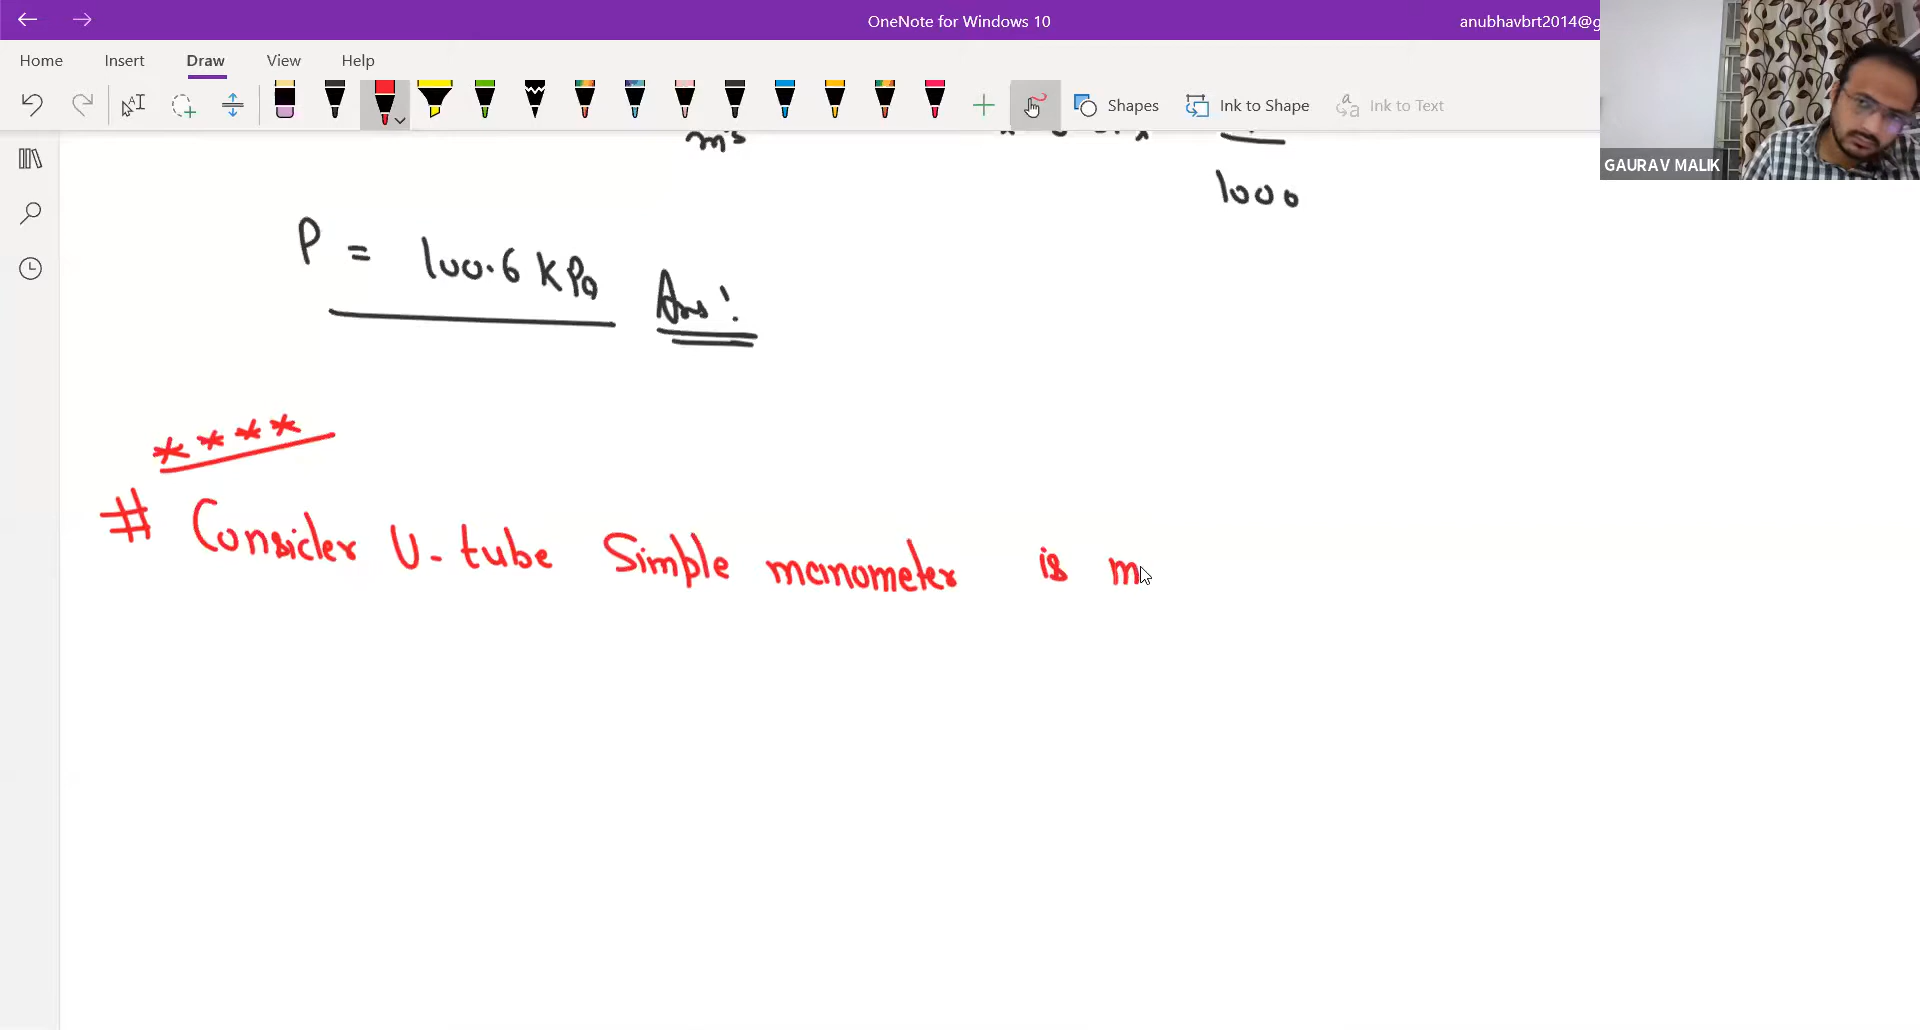 OneNote for Windows 10
anubhavbrt2014@g
Home Insert Draw View Help
Shapes Ink to Shape Ink to Text
GAURAV MALIK
m³s
1000
P = 100.6 KPa Ans:
****
# Consider U-tube Simple manometer is m